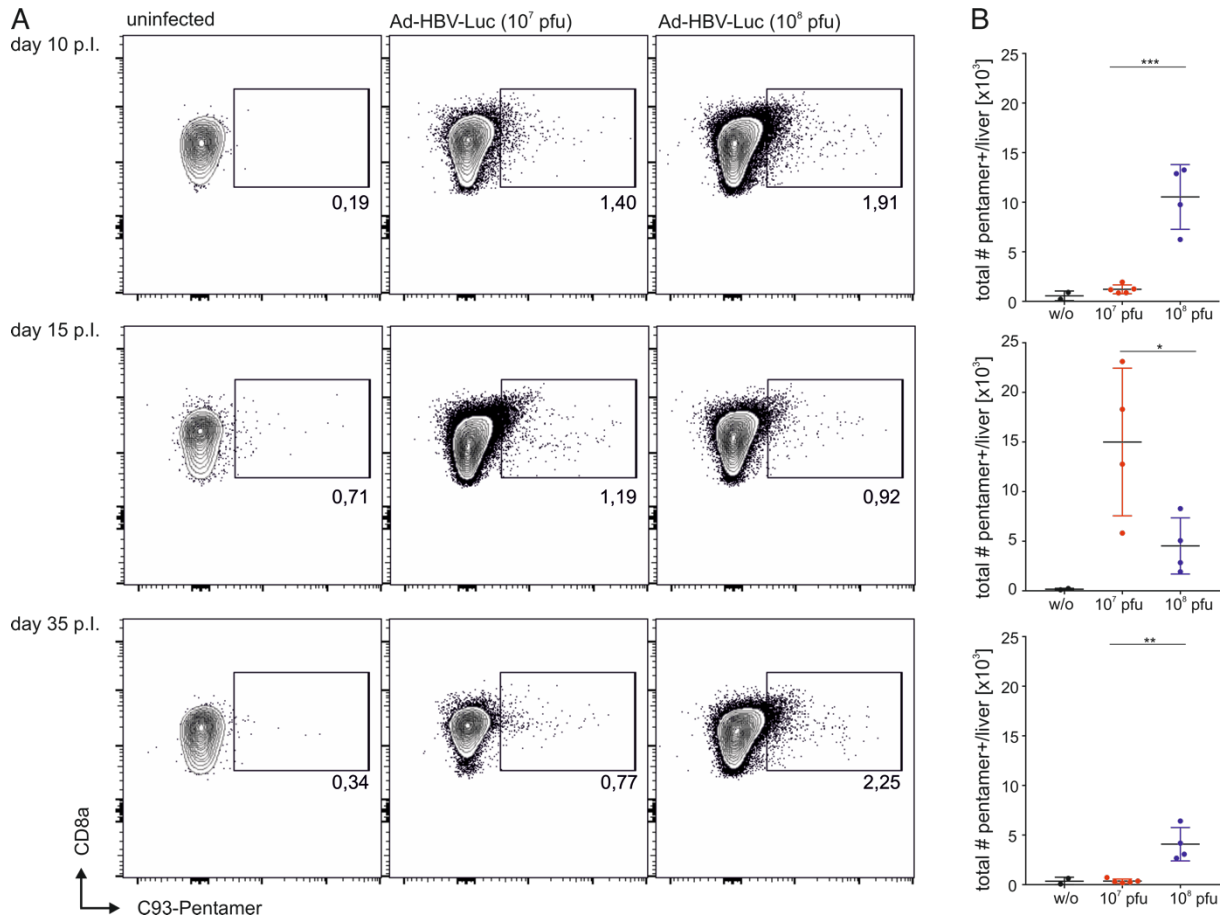 A
uninfected
Ad-HBV-Luc (10⁷ pfu)
Ad-HBV-Luc (10⁸ pfu)
B
day 10 p.l.
0,19
1,40
1,91
total # pentamer+/liver [x10³]
25
20
15
10
5
0
***
w/o
10⁷ pfu
10⁸ pfu
day 15 p.l.
0,71
1,19
0,92
total # pentamer+/liver [x10³]
25
20
15
10
5
0
*
w/o
10⁷ pfu
10⁸ pfu
day 35 p.l.
0,34
0,77
2,25
total # pentamer+/liver [x10³]
25
20
15
10
5
0
**
w/o
10⁷ pfu
10⁸ pfu
CD8a
C93-Pentamer